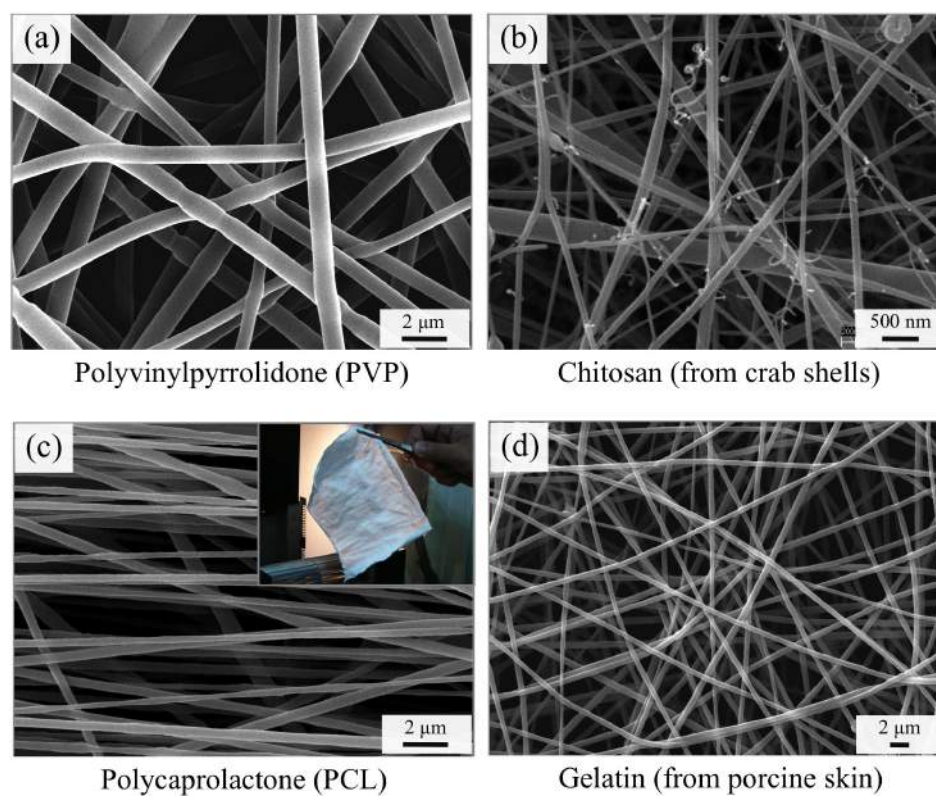 (a)
2 μm
Polyvinylpyrrolidone (PVP)
(b)
500 nm
Chitosan (from crab shells)
(c)
2 μm
Polycaprolactone (PCL)
(d)
2 μm
Gelatin (from porcine skin)